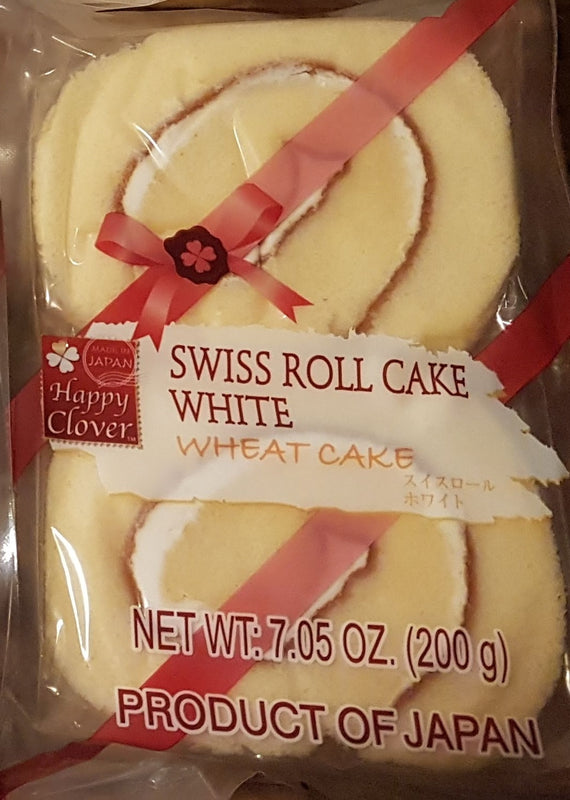 MADE IN
JAPAN
Happy
Clover™
SWISS ROLL CAKE
WHITE
WHEAT CAKE
スイスロール
ホワイト
NET WT: 7.05 OZ. (200 g)
PRODUCT OF JAPAN